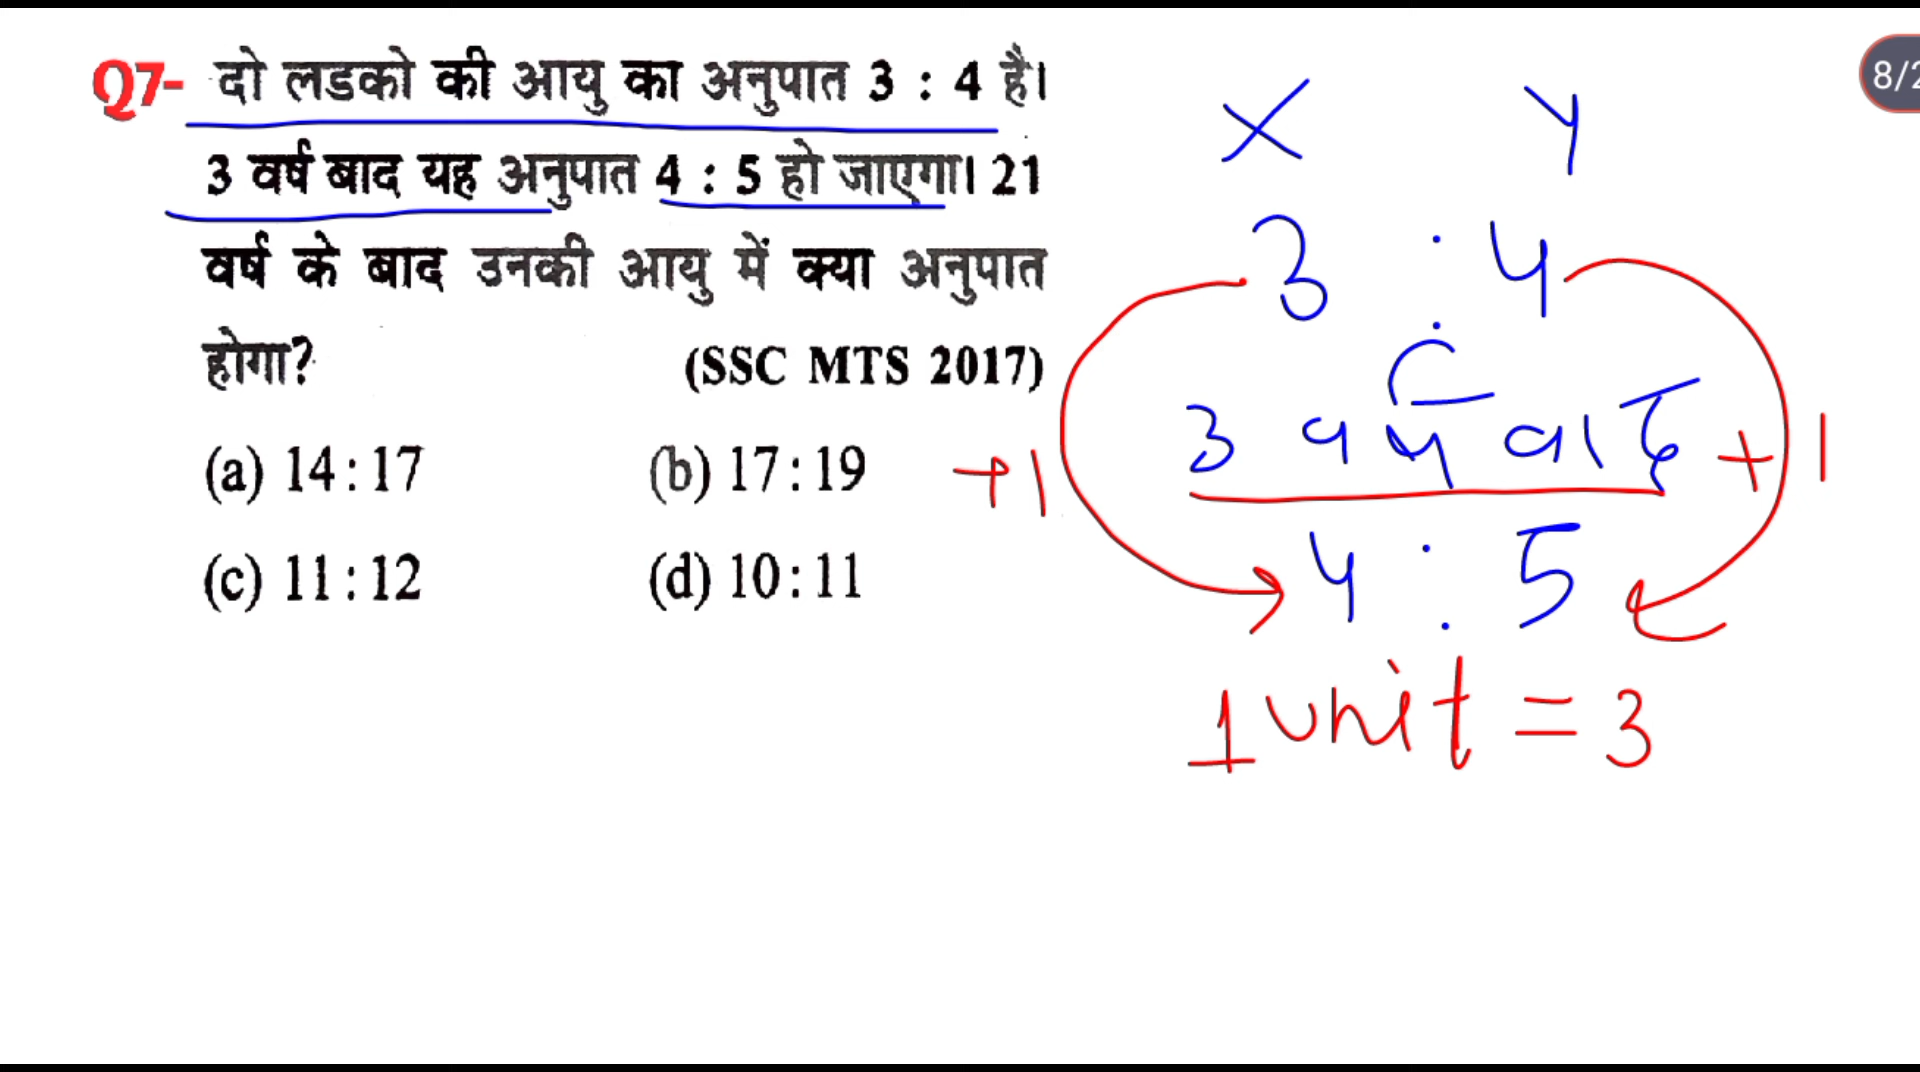 Q7- दो लडको की आयु का अनुपात 3 : 4 है।
3 वर्ष बाद यह अनुपात 4 : 5 हो जाएगा। 21
वर्ष के बाद उनकी आयु में क्या अनुपात
होगा? (SSC MTS 2017)
(a) 14 : 17 (b) 17 : 19
(c) 11 : 12 (d) 10 : 11
X Y
3 : 4
3 वर्ष बाद
+1 +1
4 : 5
1 unit = 3
8/2